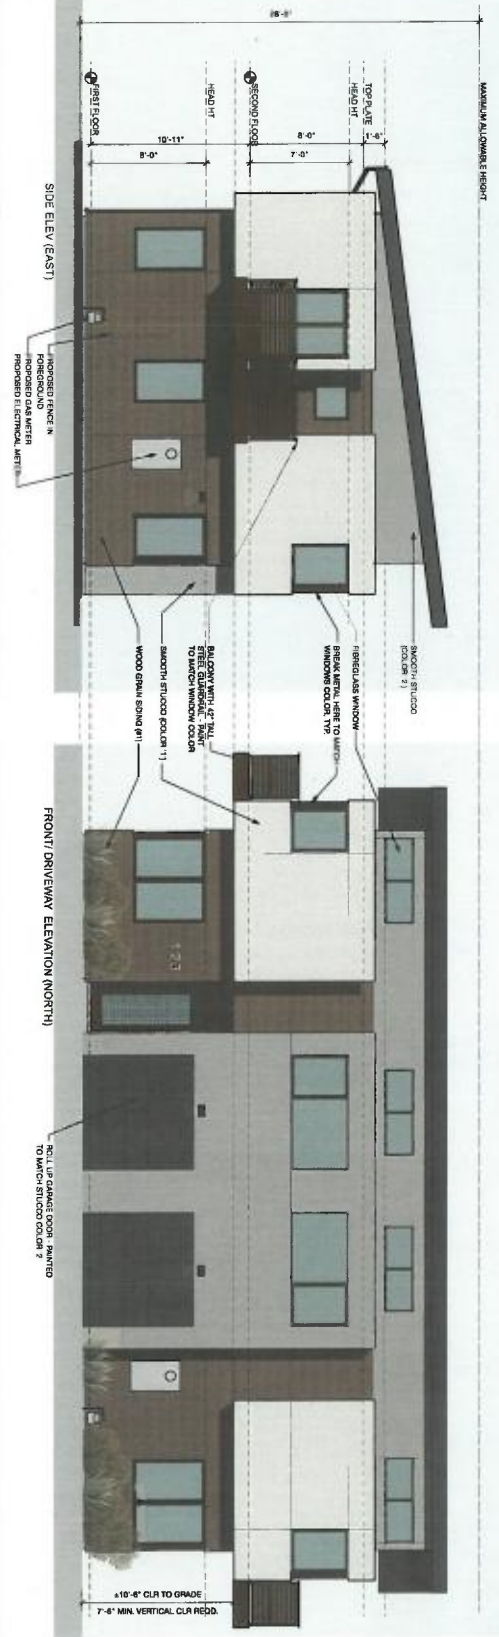 MAXIMUM ALLOWABLE HEIGHT
TOP PLATE
HEAD HT
SECOND FLOOR
HEAD HT
FIRST FLOOR
1'-6"
8'-0"
7'-0"
10'-11"
8'-0"
SIDE ELEV (EAST)
PROPOSED FENCE IN
FOREGROUND
PROPOSED GAS METER
PROPOSED ELECTRICAL METER
SMOOTH STUCCO
(COLOR '2')
FIBREGLASS WINDOW
BREAK METAL HERE TO MATCH
WINDOWS COLOR, TYP.
BALCONY WITH 42" TALL
STEEL GUARDRAIL - PAINT
TO MATCH WINDOW COLOR
SMOOTH STUCCO (COLOR '1')
WOOD GRAIN SIDING (#1)
FRONT/ DRIVEWAY ELEVATION (NORTH)
ROLL UP GARAGE DOOR - PAINTED
TO MATCH STUCCO COLOR '2'
±10'-6" CLR TO GRADE
7'-6" MIN. VERTICAL CLR REQD.